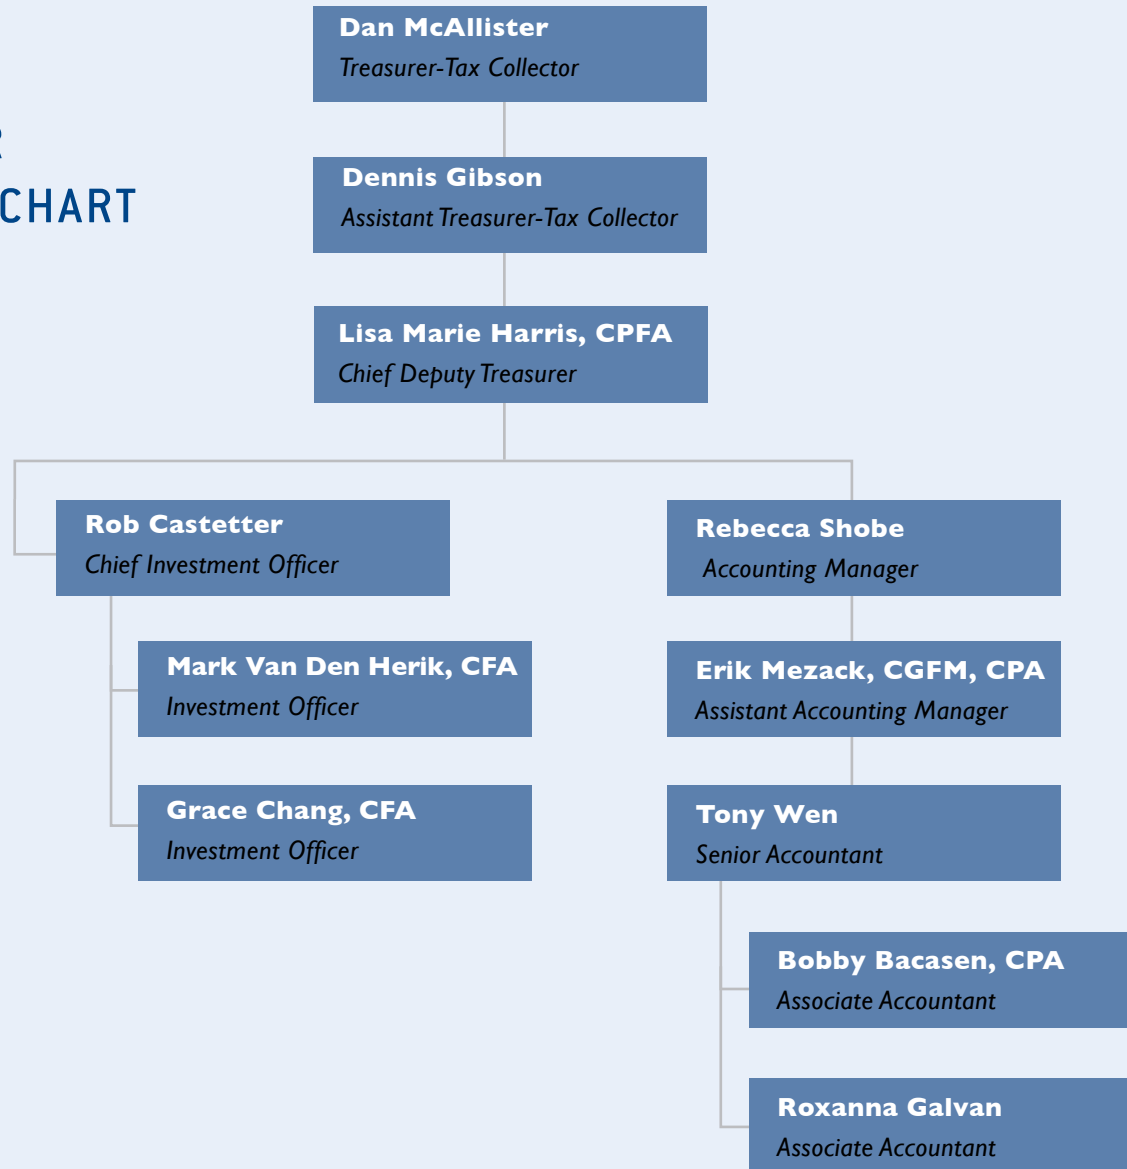 CHART
Dan McAllister
Treasurer-Tax Collector
Dennis Gibson
Assistant Treasurer-Tax Collector
Lisa Marie Harris, CPFA
Chief Deputy Treasurer
Rob Castetter
Chief Investment Officer
Mark Van Den Herik, CFA
Investment Officer
Grace Chang, CFA
Investment Officer
Rebecca Shobe
Accounting Manager
Erik Mezack, CGFM, CPA
Assistant Accounting Manager
Tony Wen
Senior Accountant
Bobby Bacasen, CPA
Associate Accountant
Roxanna Galvan
Associate Accountant